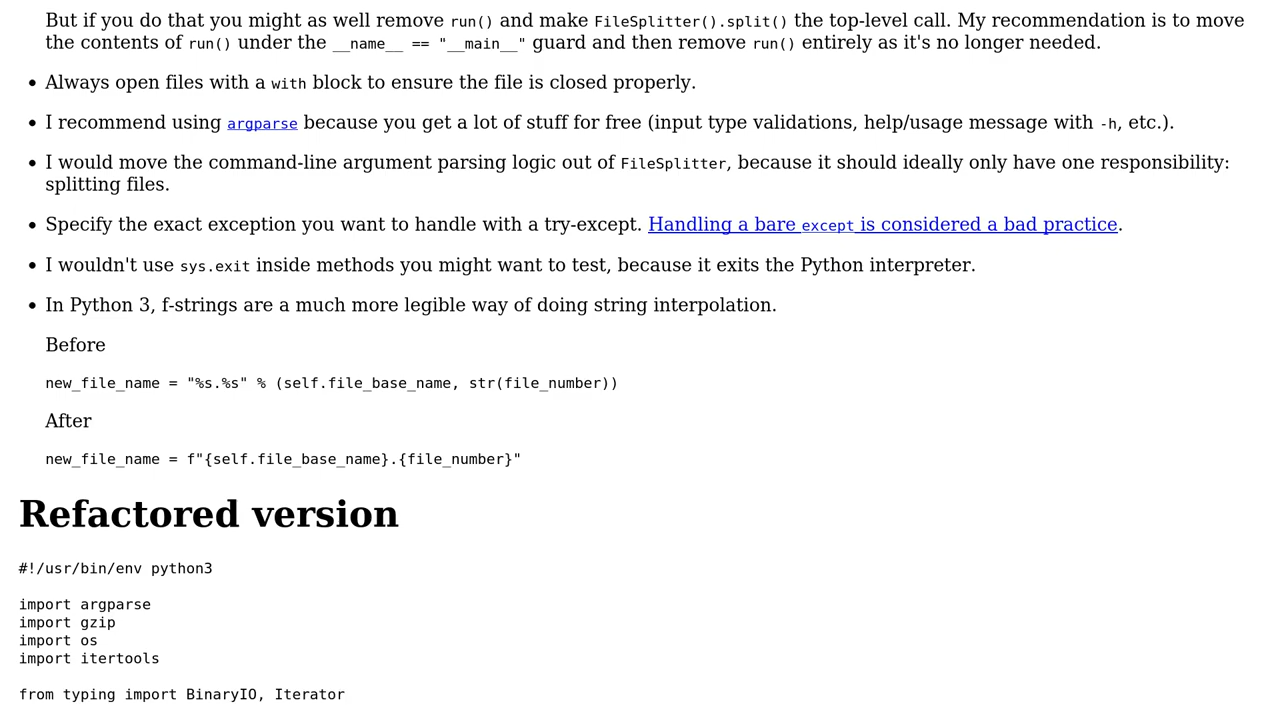 But if you do that you might as well remove run() and make FileSplitter().split() the top-level call. My recommendation is to move
the contents of run() under the __name__ == "__main__" guard and then remove run() entirely as it's no longer needed.
• Always open files with a with block to ensure the file is closed properly.
• I recommend using argparse because you get a lot of stuff for free (input type validations, help/usage message with -h, etc.).
• I would move the command-line argument parsing logic out of FileSplitter, because it should ideally only have one responsibility:
splitting files.
• Specify the exact exception you want to handle with a try-except. Handling a bare except is considered a bad practice.
• I wouldn't use sys.exit inside methods you might want to test, because it exits the Python interpreter.
• In Python 3, f-strings are a much more legible way of doing string interpolation.
Before
new_file_name = "%s.%s" % (self.file_base_name, str(file_number))
After
new_file_name = f"{self.file_base_name}.{file_number}"
Refactored version
#!/usr/bin/env python3
import argparse
import gzip
import os
import itertools
from typing import BinaryIO, Iterator